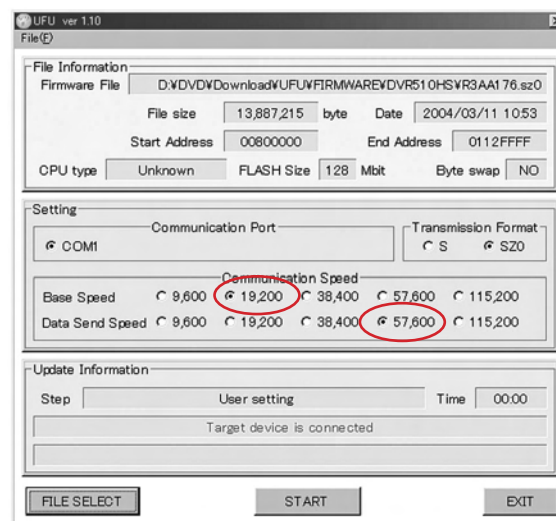 UFU ver 1.10
File(F)
File Information
Firmware File D:¥DVD¥Download¥UFU¥FIRMWARE¥DVR510HS¥R3AA176.sz0
File size 13,887,215 byte Date 2004/03/11 10:53
Start Address 00800000 End Address 0112FFFF
CPU type Unknown FLASH Size 128 Mbit Byte swap NO
Setting
Communication Port Transmission Format
COM1 S SZ0
Communication Speed
Base Speed 9,600 19,200 38,400 57,600 115,200
Data Send Speed 9,600 19,200 38,400 57,600 115,200
Update Information
Step User setting Time 00:00
Target device is connected
FILE SELECT START EXIT